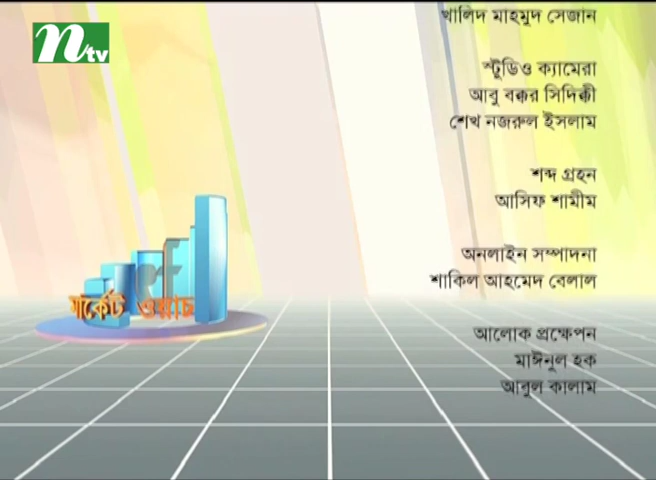 ntv
খালিদ মাহমুদ সেজান
স্টুডিও ক্যামেরা
আবু বক্কর সিদ্দিকী
শেখ নজরুল ইসলাম
শব্দ গ্রহন
আসিফ শামীম
অনলাইন সম্পাদনা
শাকিল আহমেদ বেলাল
আলোক প্রক্ষেপন
মাঈনুল হক
আবুল কালাম
মার্কেট ওয়াচ